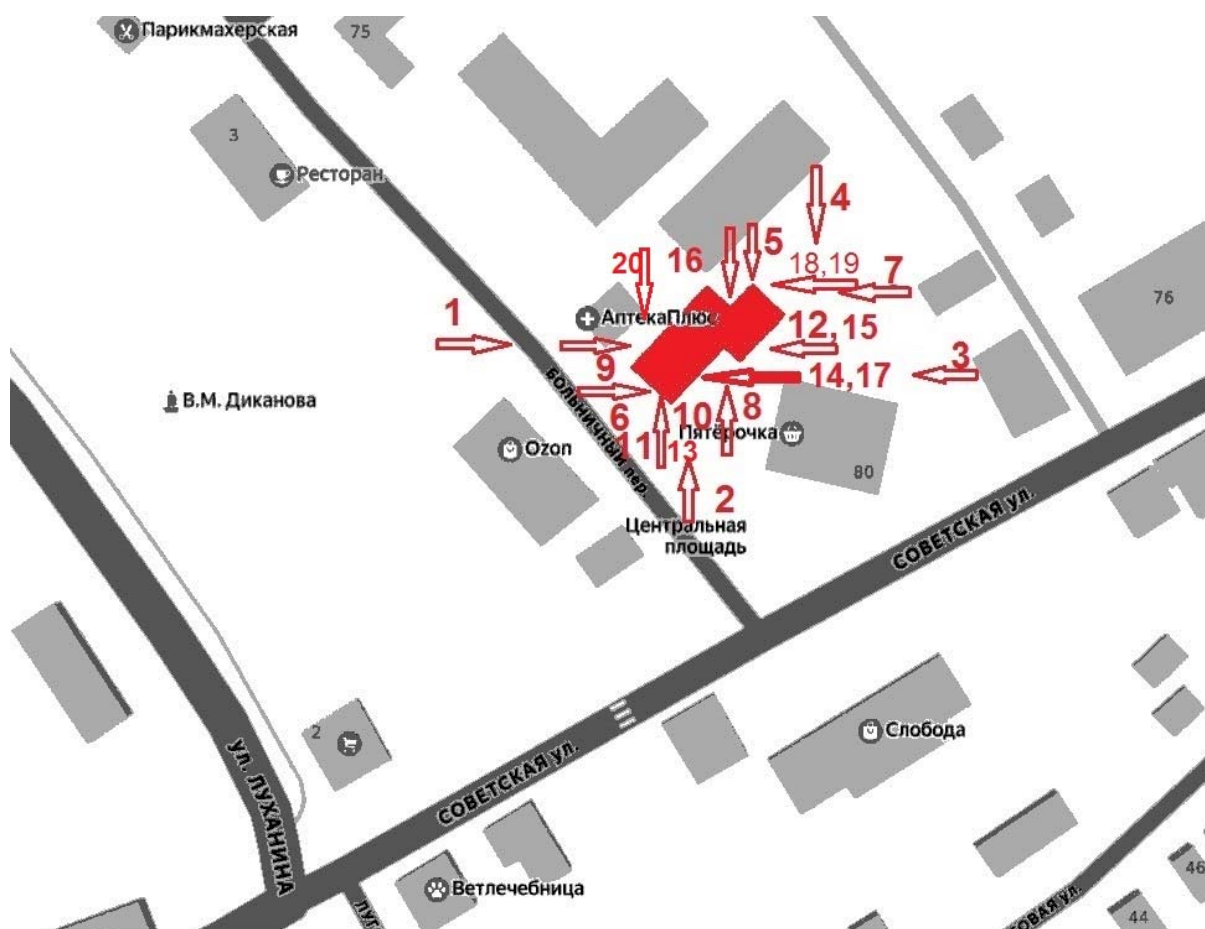 Парикмахерская
75
3
Ресторан
4
16
5
20
18,19
7
76
1
АптекаПлюс
12,15
9
3
14,17
БОЛЬНИЧНЫЙ пер.
В.М. Диканова
6
10
8
Ozon
11
13
Пятёрочка
80
2
Центральная
площадь
СОВЕТСКАЯ ул.
2
Слобода
ул. ЛУХАНИНА
СОВЕТСКАЯ ул.
Ветлечебница
46
44